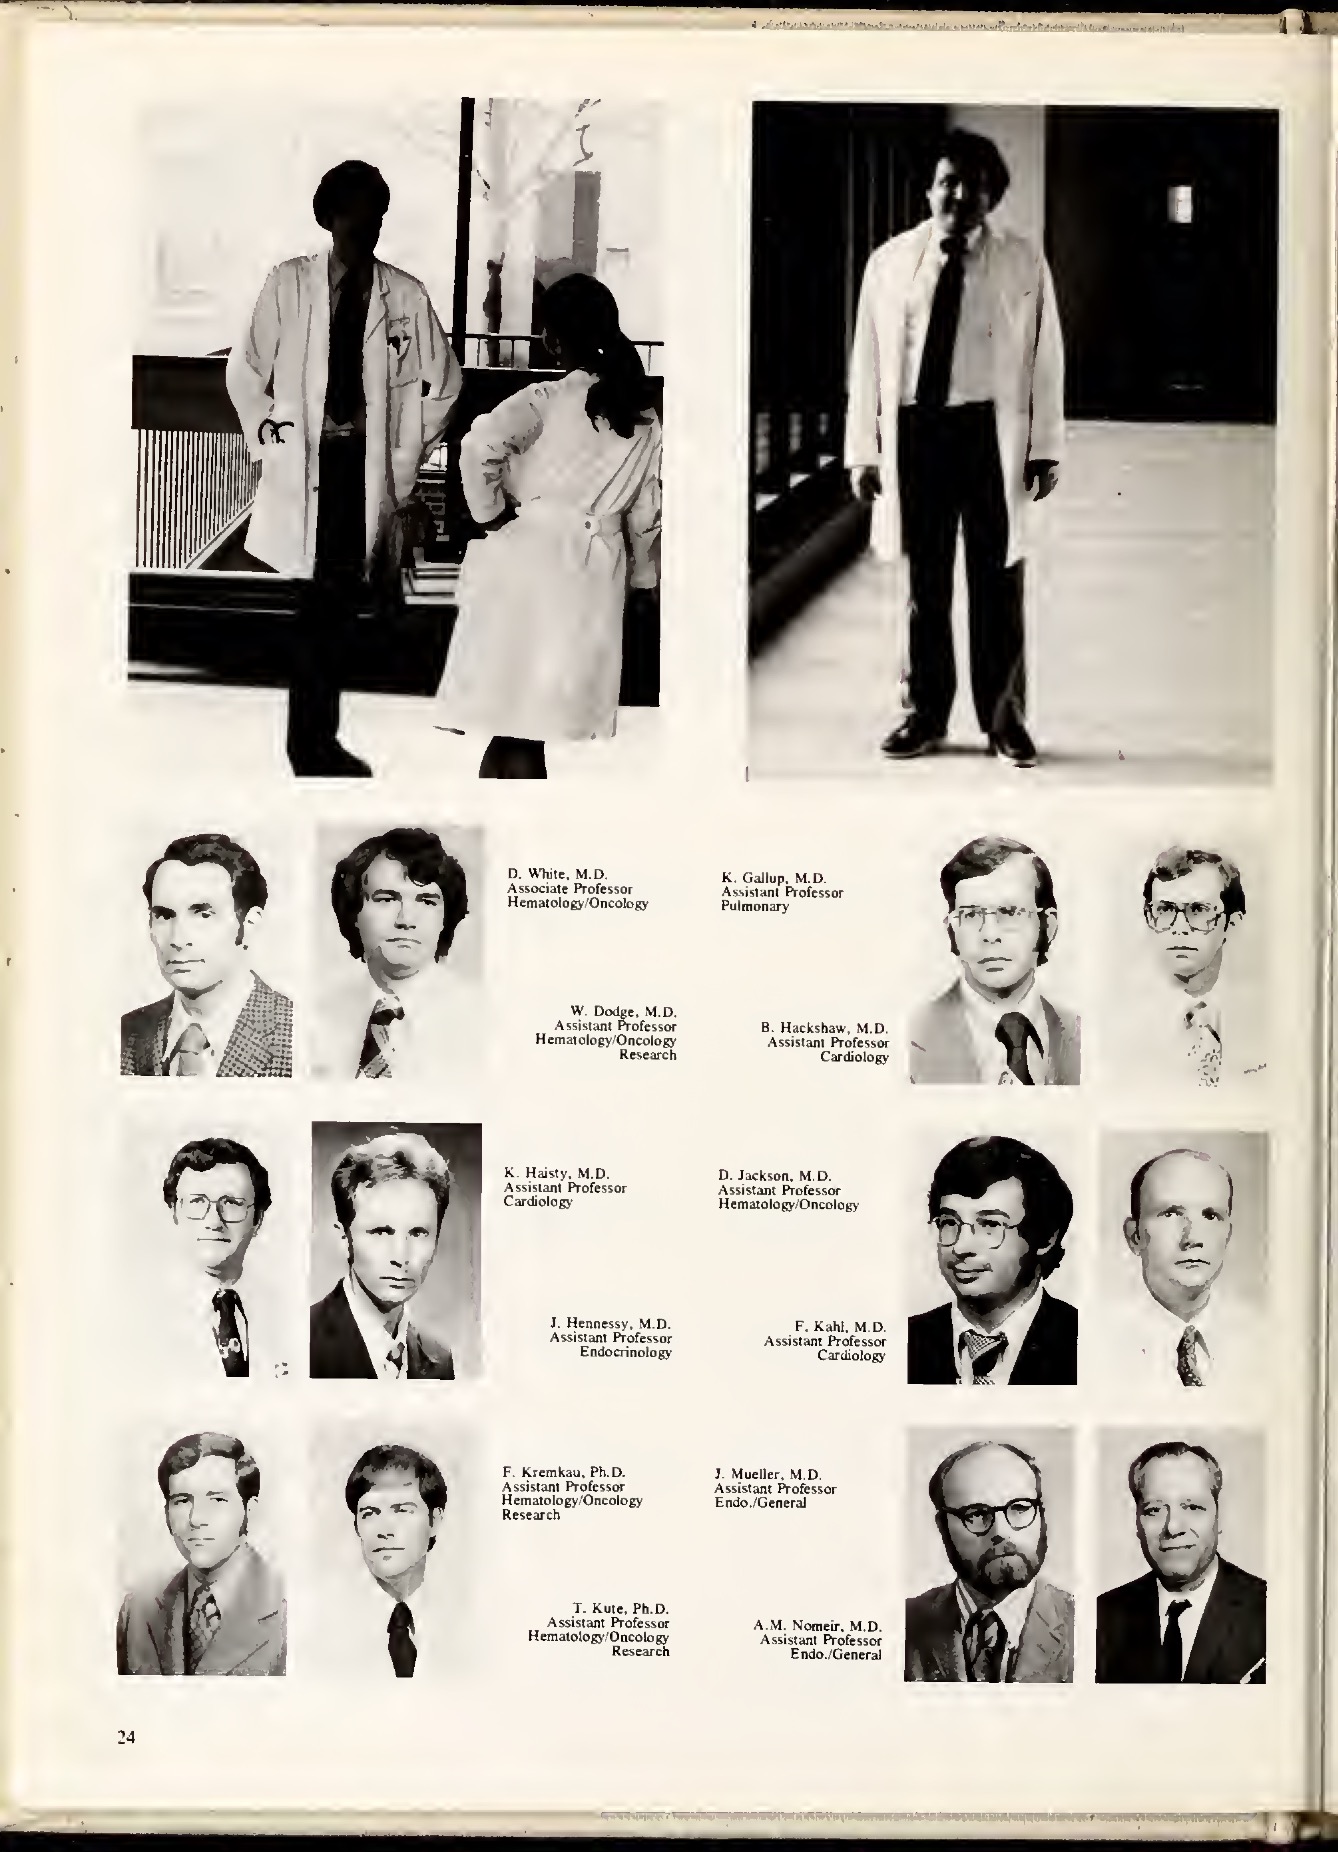 D. White, M.D.
Associate Professor
Hematology/Oncology
W. Dodge, M.D.
Assistant Professor
Hematology/Oncology
Research
K. Gallup, M.D.
Assistant Professor
Pulmonary
B. Hackshaw, M.D.
Assistant Professor
Cardiology
K. Haisty, M.D.
Assistant Professor
Cardiology
J. Hennessy, M.D.
Assistant Professor
Endocrinology
D. Jackson, M.D.
Assistant Professor
Hematology/Oncology
F. Kahl, M.D.
Assistant Professor
Cardiology
F. Kremkau, Ph.D.
Assistant Professor
Hematology/Oncology
Research
T. Kute, Ph.D.
Assistant Professor
Hematology/Oncology
Research
J. Mueller, M.D.
Assistant Professor
Endo./General
A.M. Nomeir, M.D.
Assistant Professor
Endo./General
24